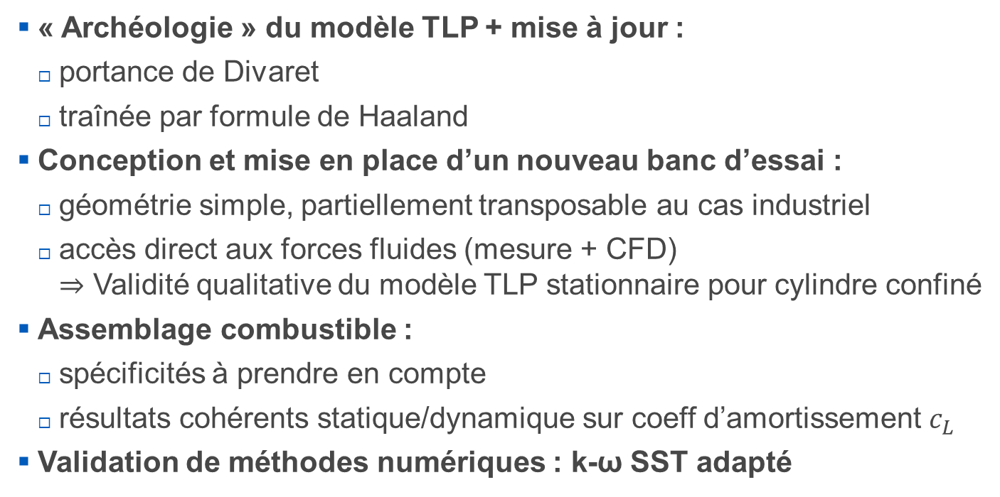 ▪ « Archéologie » du modèle TLP + mise à jour :
□ portance de Divaret
□ traînée par formule de Haaland
▪ Conception et mise en place d’un nouveau banc d’essai :
□ géométrie simple, partiellement transposable au cas industriel
□ accès direct aux forces fluides (mesure + CFD)
⇒ Validité qualitative du modèle TLP stationnaire pour cylindre confiné
▪ Assemblage combustible :
□ spécificités à prendre en compte
□ résultats cohérents statique/dynamique sur coeff d’amortissement c_L
▪ Validation de méthodes numériques : k-ω SST adapté